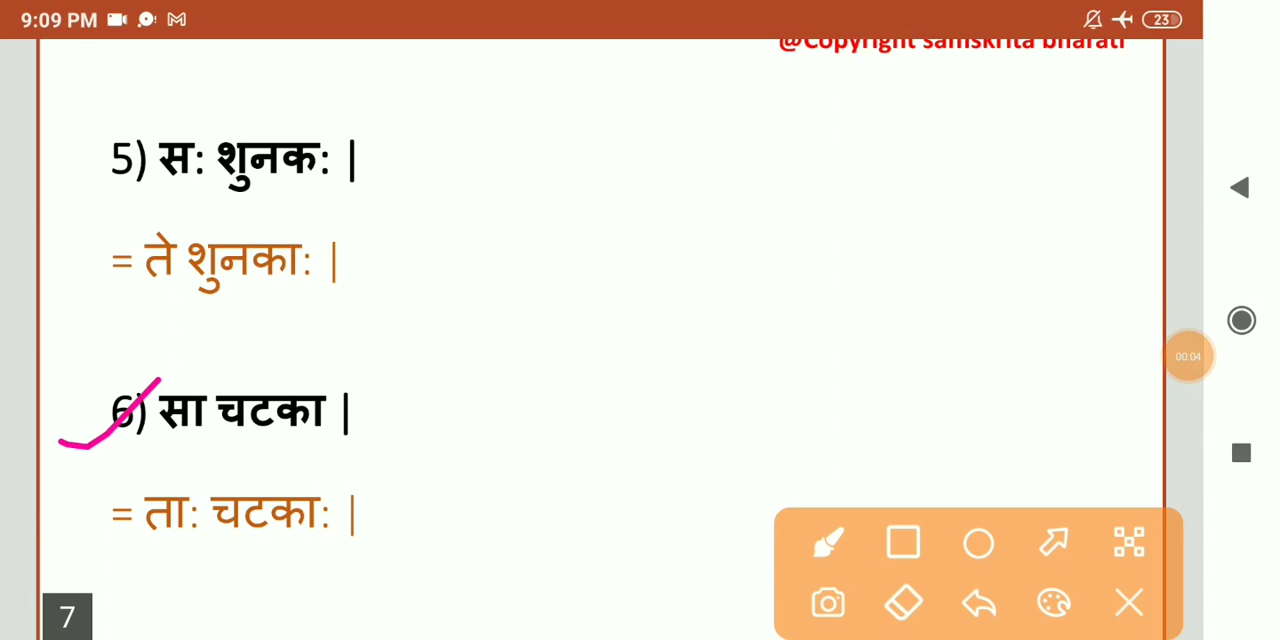 9:09 PM
23
@Copyright samskrita bharati
5) स: शुनक: |
= ते शुनका: |
00:04
6) सा चटका |
= ता: चटका: |
7